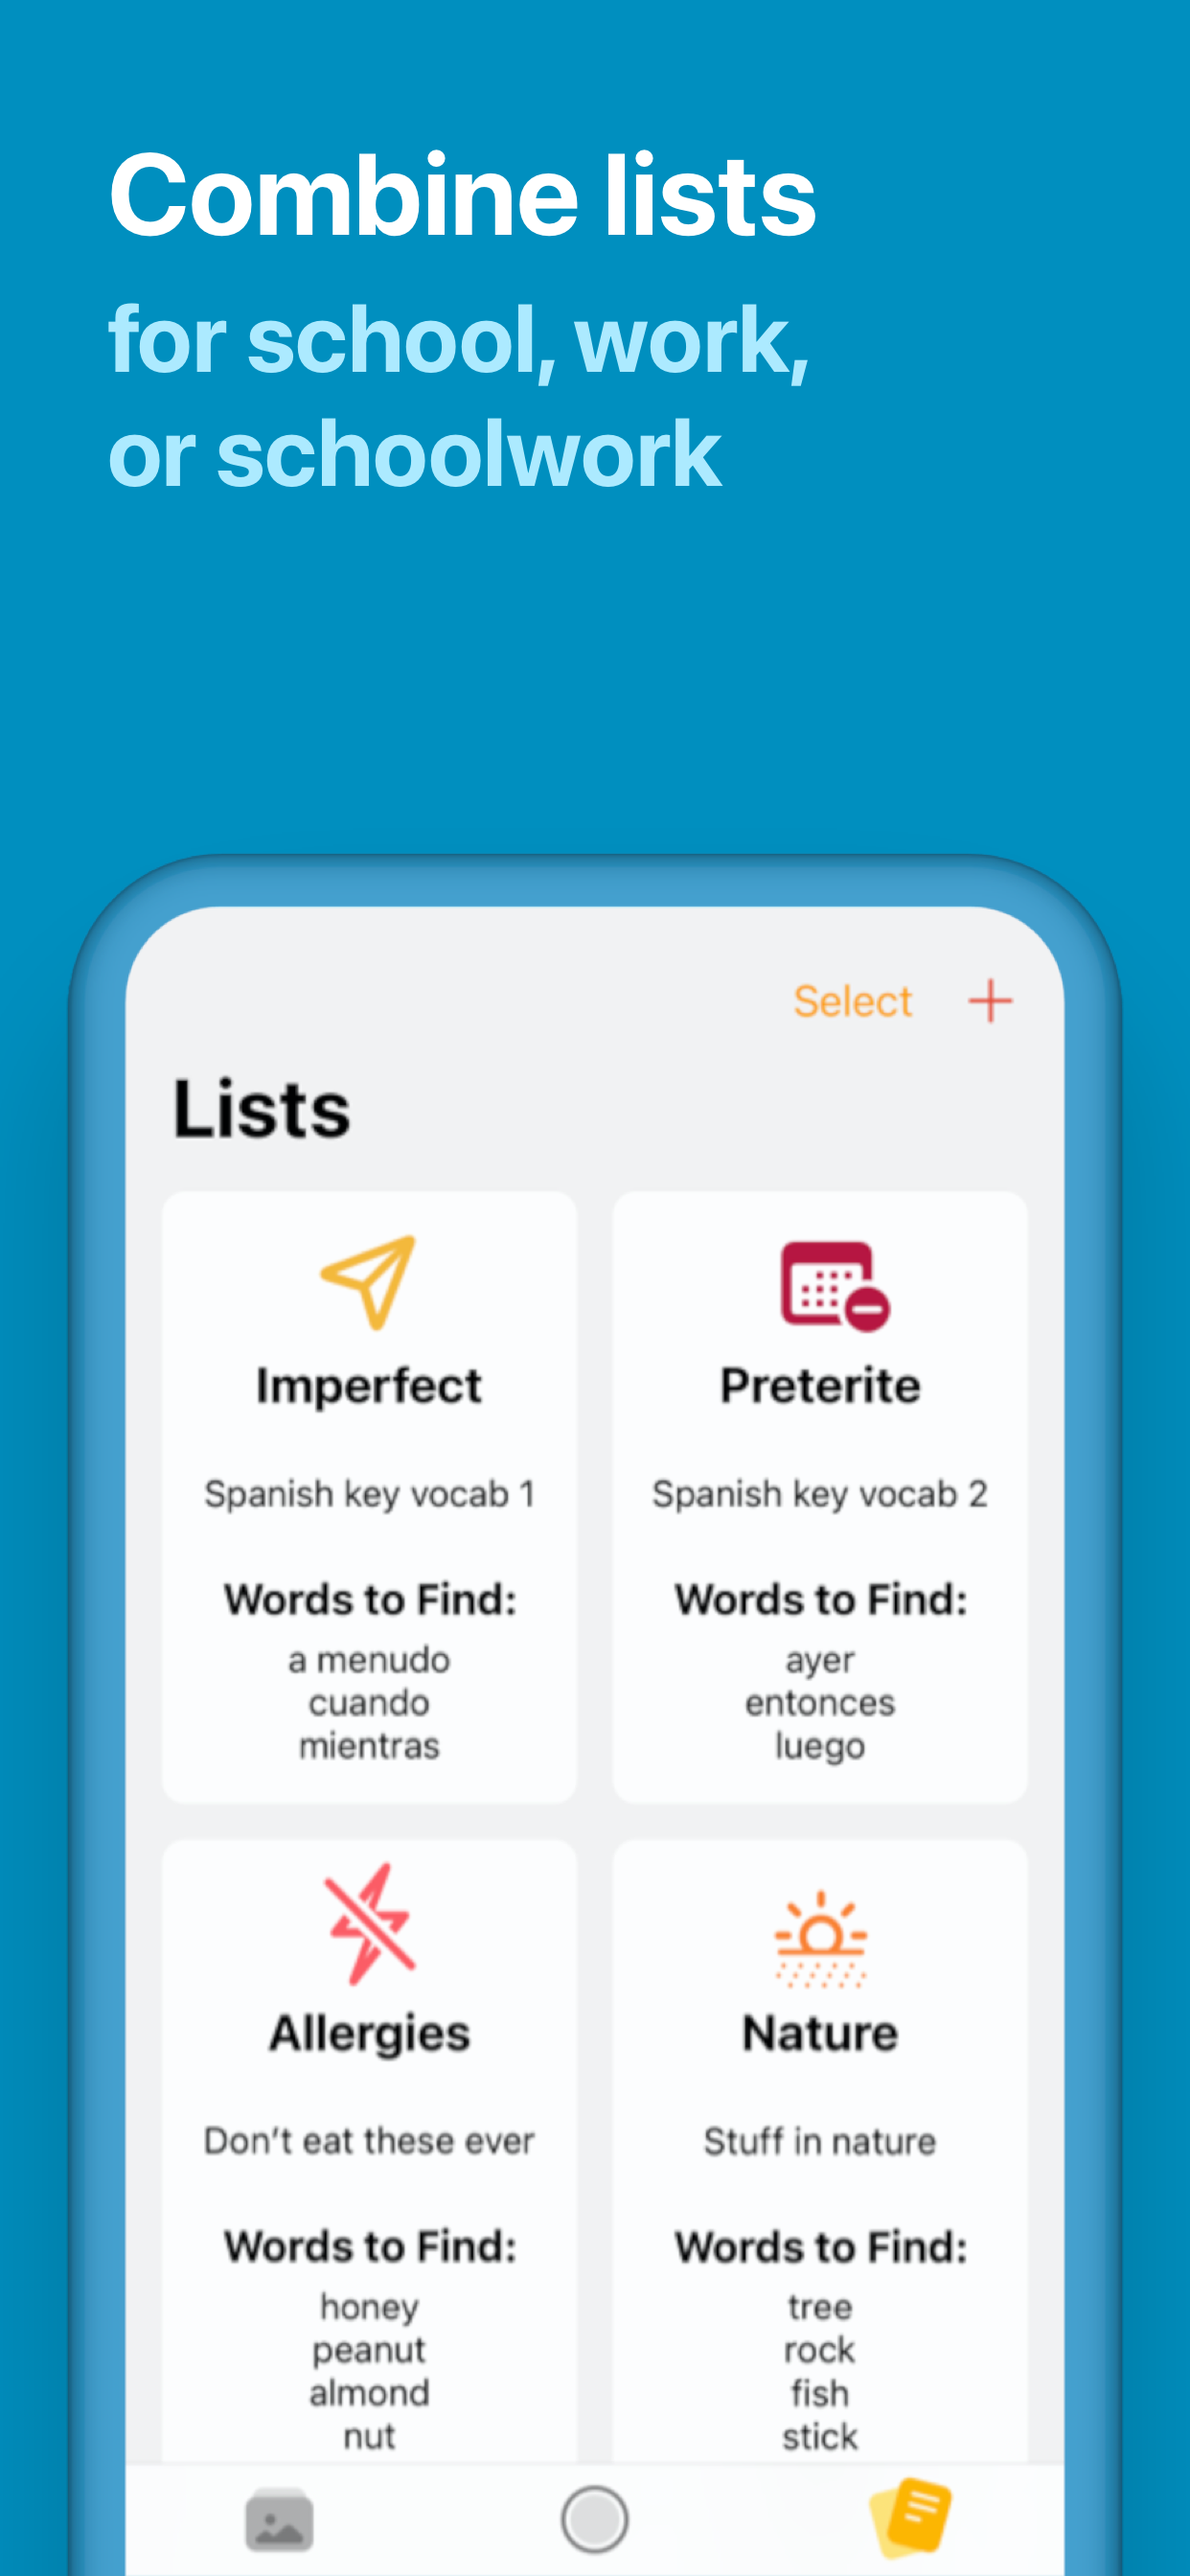 Combine lists
for school, work,
or schoolwork
Select +
Lists
Imperfect
Spanish key vocab 1
Words to Find:
a menudo
cuando
mientras
Preterite
Spanish key vocab 2
Words to Find:
ayer
entonces
luego
Allergies
Don't eat these ever
Words to Find:
honey
peanut
almond
nut
Nature
Stuff in nature
Words to Find:
tree
rock
fish
stick